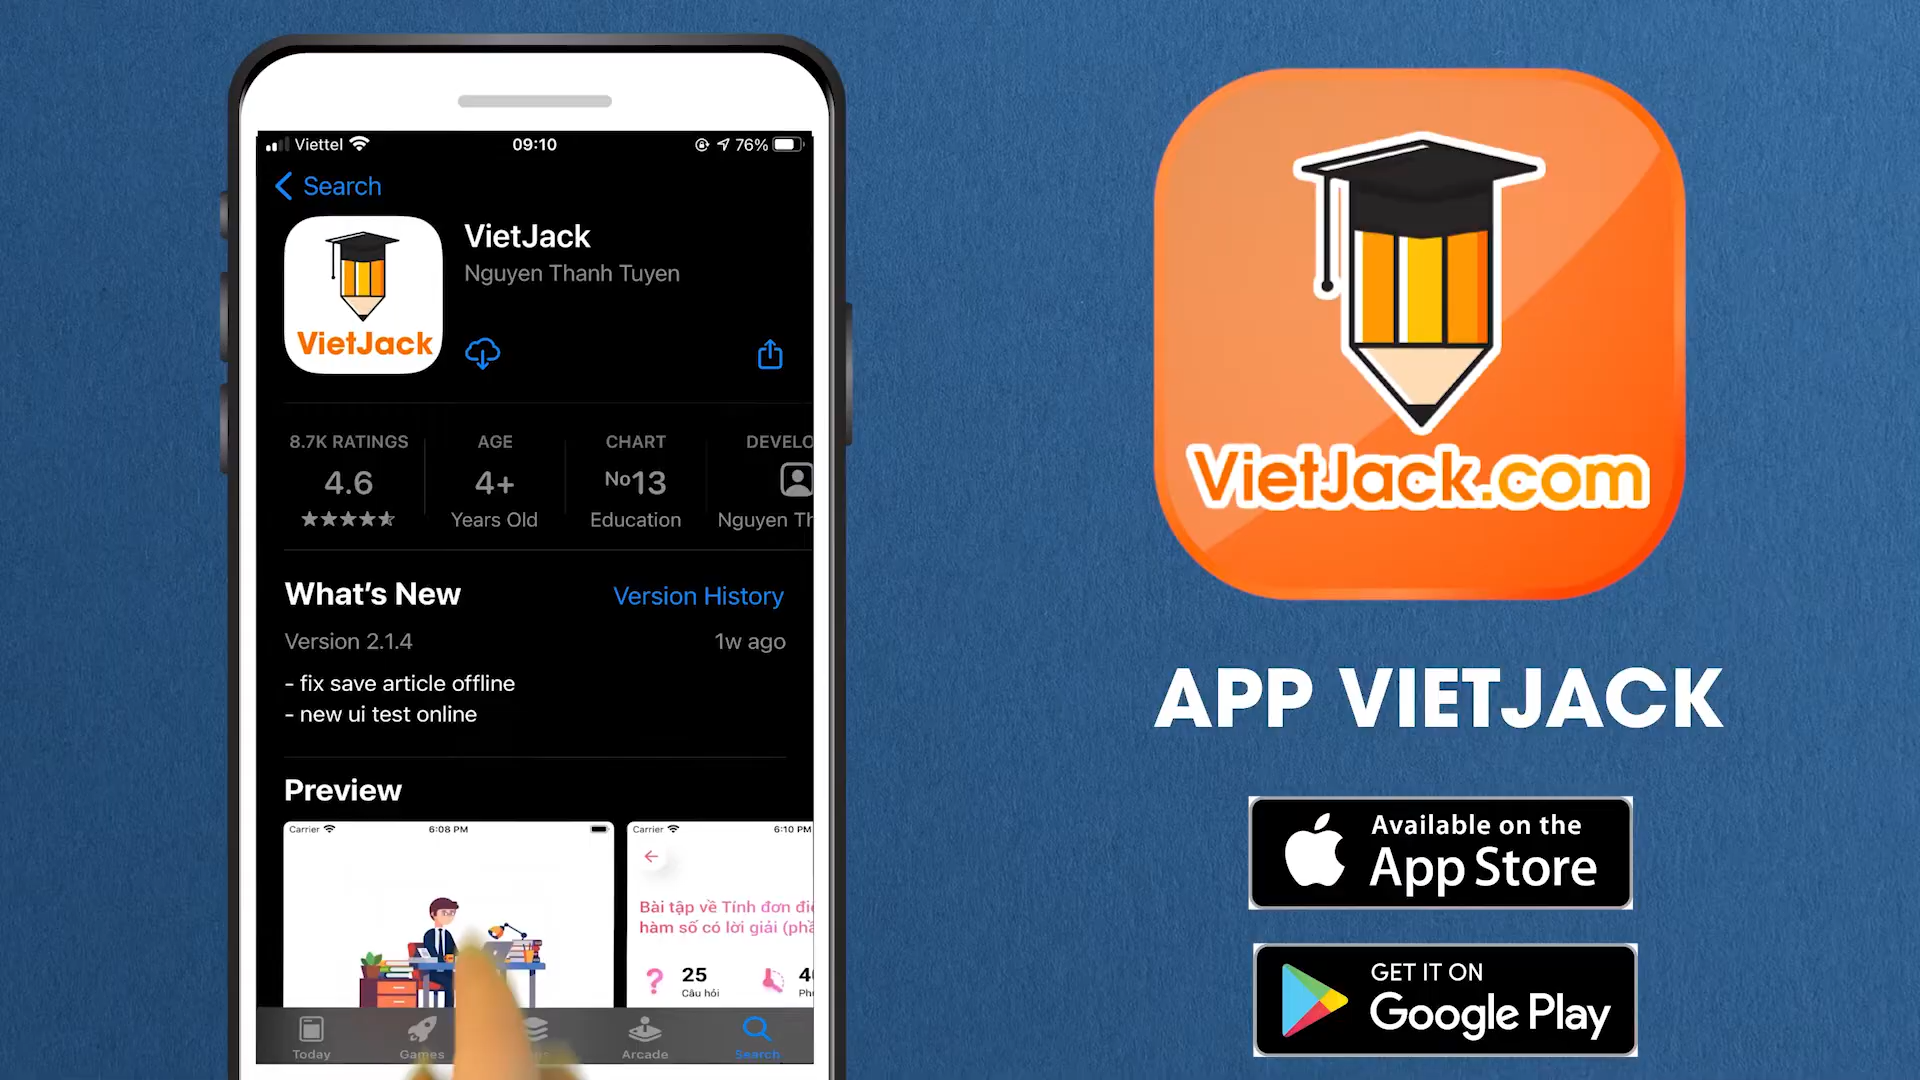 Viettel 09:10 76%
Search
VietJack
Nguyen Thanh Tuyen
VietJack
8.7K RATINGS AGE CHART DEVELO
4.6 4+ No13
Years Old Education Nguyen Th
What's New Version History
Version 2.1.4 1w ago
- fix save article offline
- new ui test online
Preview
Carrier 6:08 PM
Carrier 6:10 PM
Bài tập về Tính đơn điệ
hàm số có lời giải (phầ
25
Câu hỏi
Today Games Arcade Search
VietJack.com
APP VIETJACK
Available on the
App Store
GET IT ON
Google Play